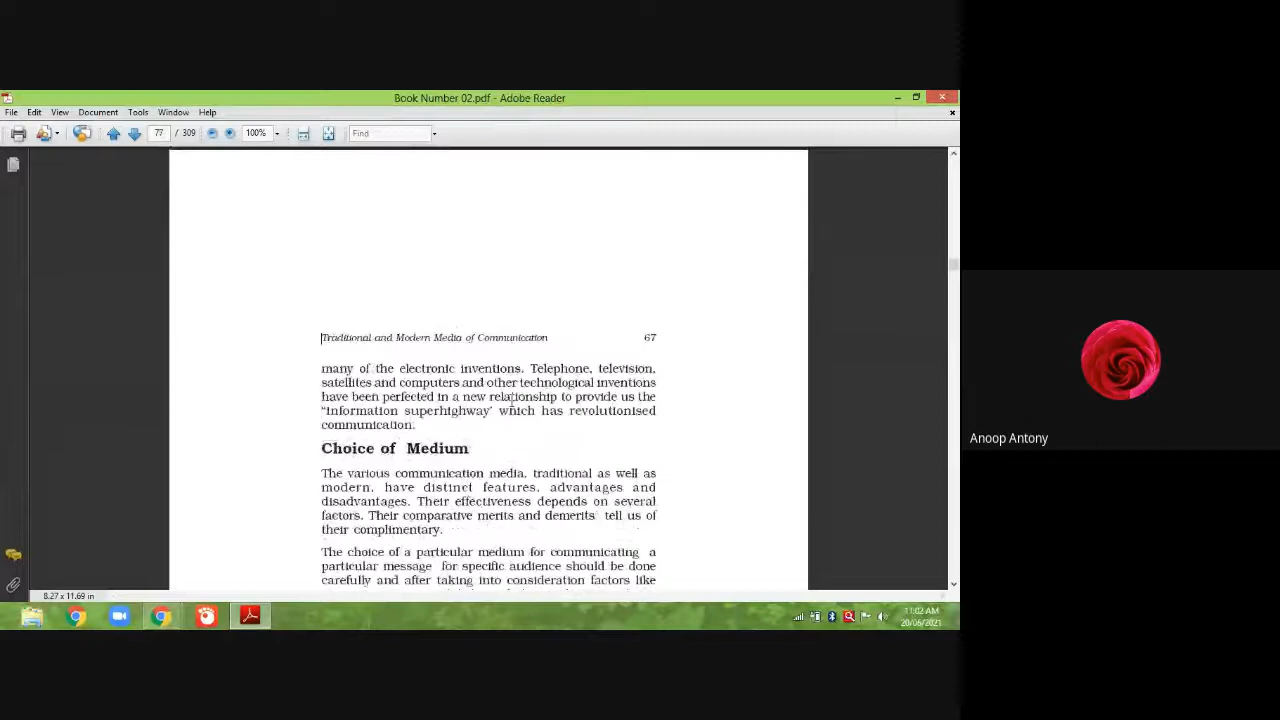 Book Number 02.pdf - Adobe Reader
File Edit View Document Tools Window Help
77 / 309 100% Find
Traditional and Modern Media of Communication 67
many of the electronic inventions. Telephone, television,
satellites and computers and other technological inventions
have been perfected in a new relationship to provide us the
"information superhighway' which has revolutionised
communication.
Choice of Medium
The various communication media, traditional as well as
modern, have distinct features, advantages and
disadvantages. Their effectiveness depends on several
factors. Their comparative merits and demerits tell us of
their complimentary.
The choice of a particular medium for communicating a
particular message for specific audience should be done
carefully and after taking into consideration factors like
8.27 x 11.69 in
11:02 AM
20/06/2021
Anoop Antony